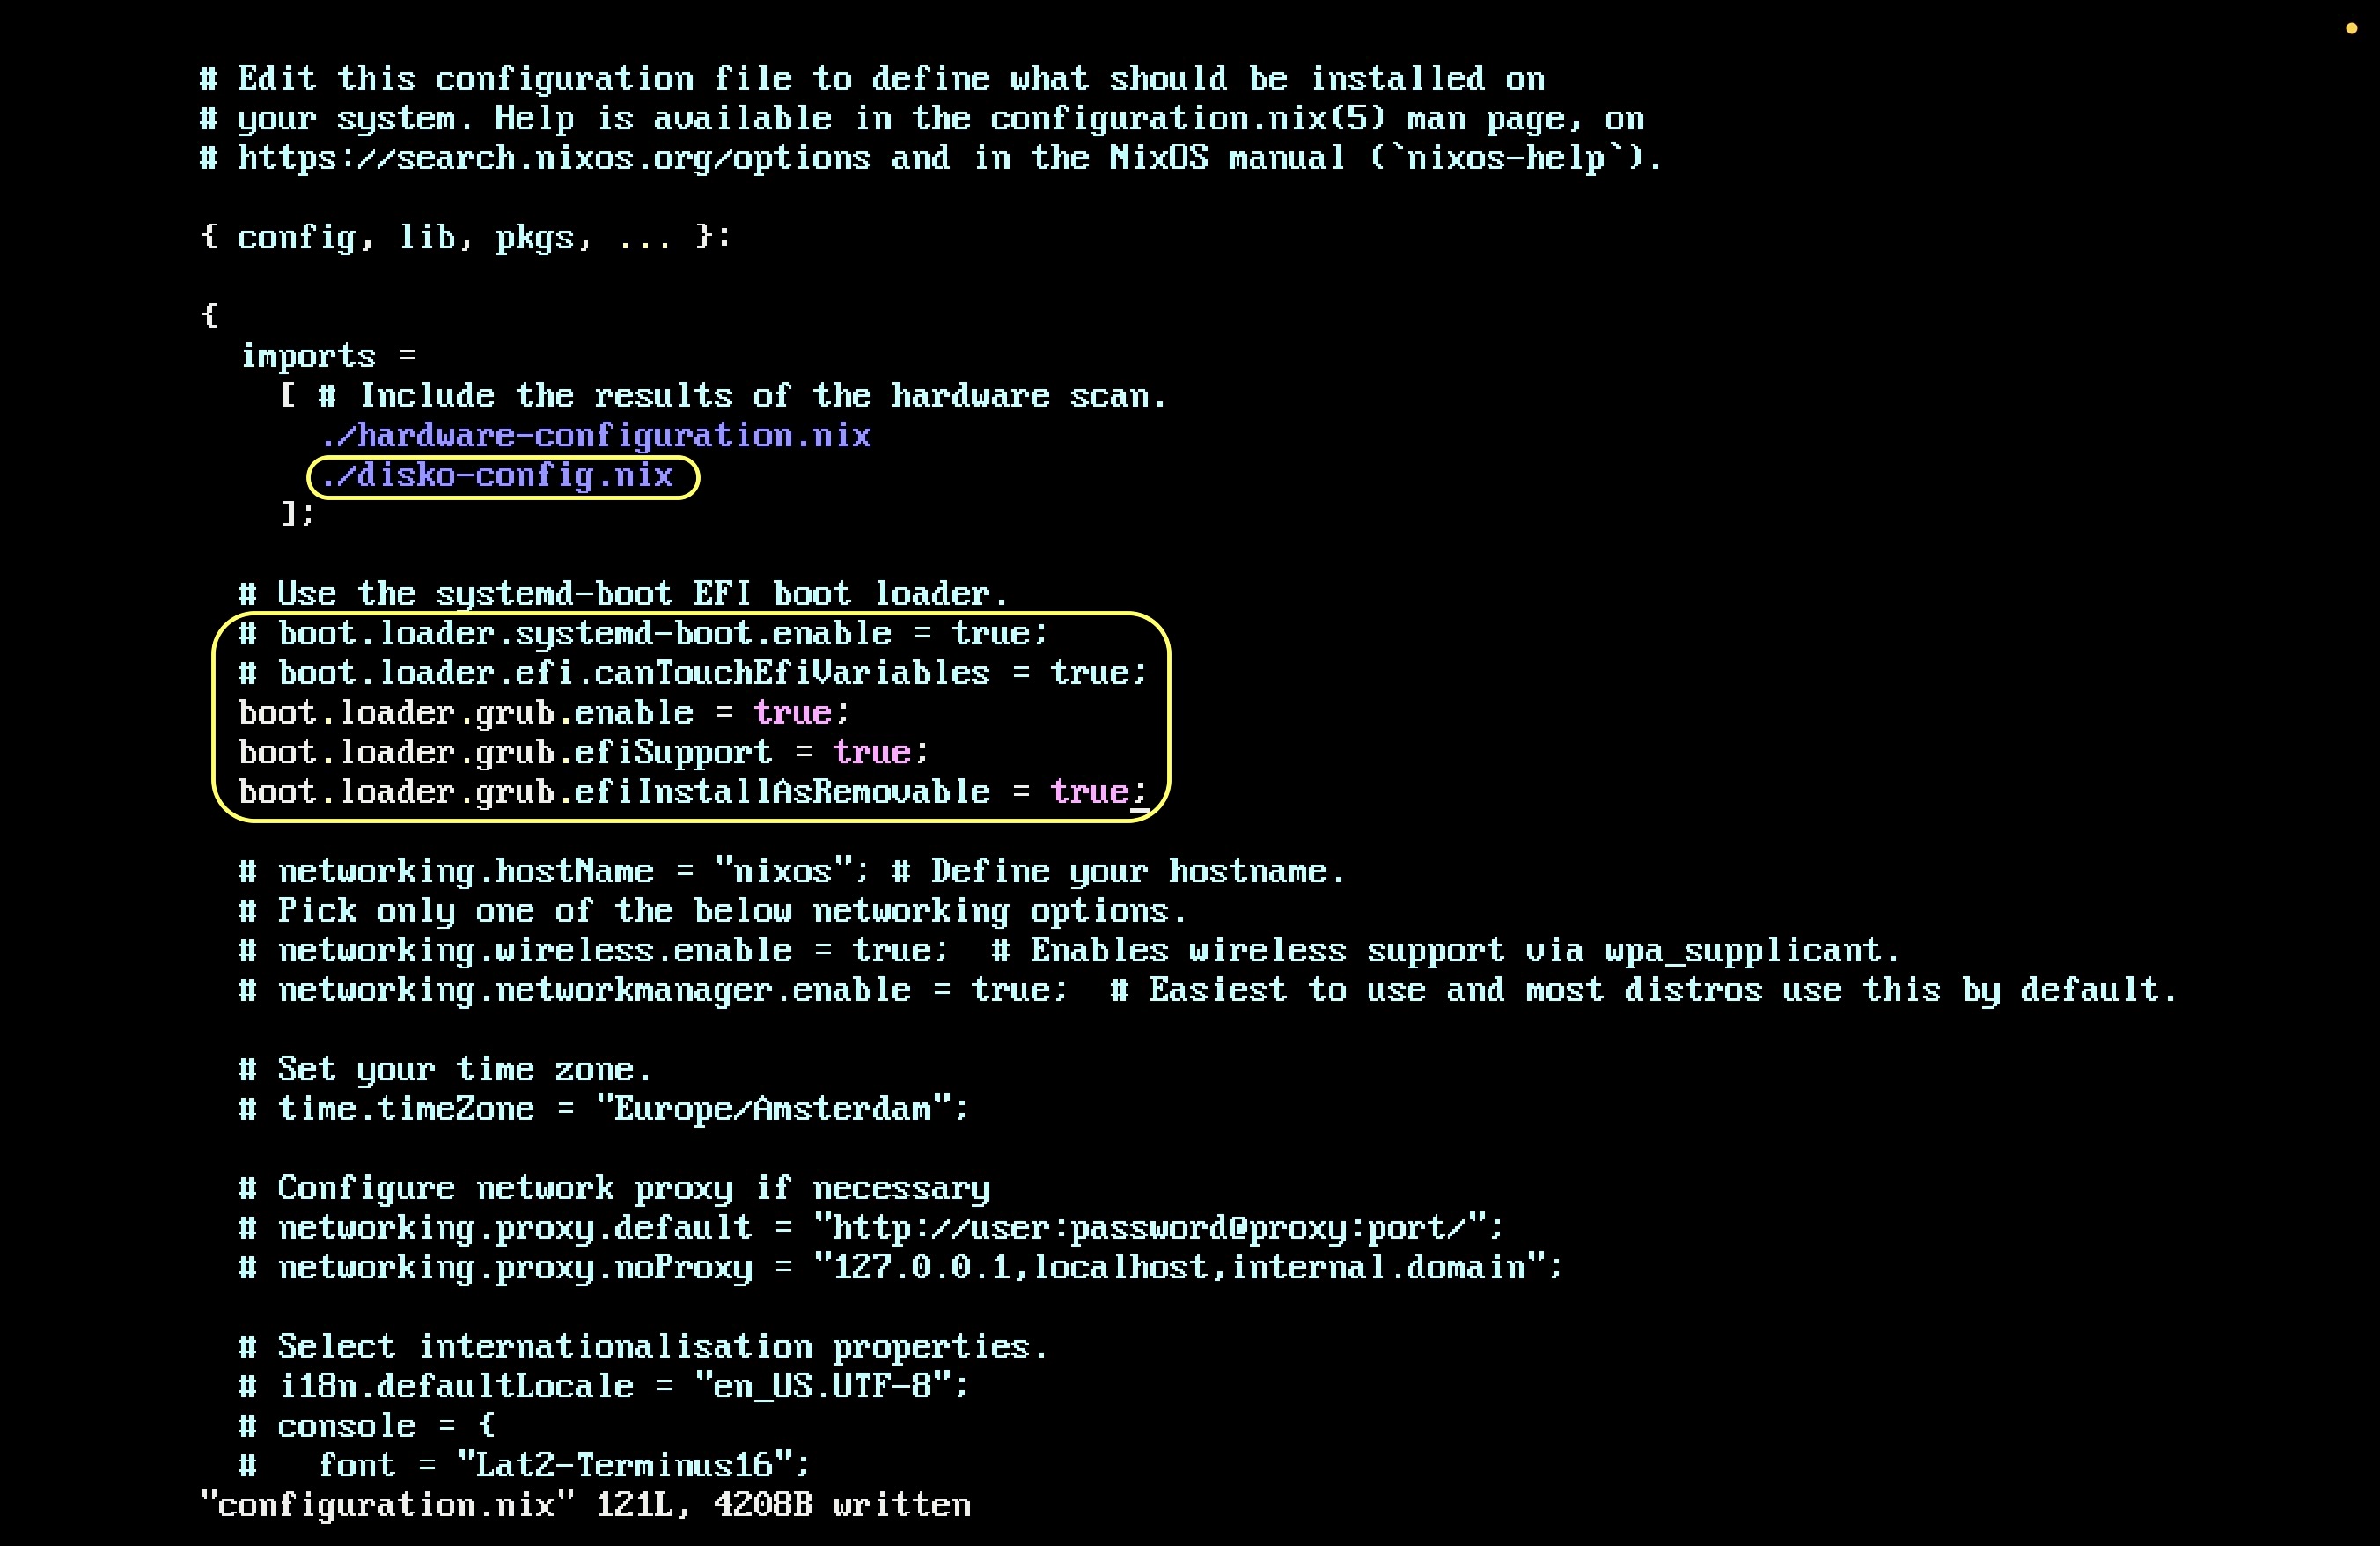 # Edit this configuration file to define what should be installed on
# your system. Help is available in the configuration.nix(5) man page, on
# https://search.nixos.org/options and in the NixOS manual (`nixos-help`).
{ config, lib, pkgs, ... }:
{
imports =
[ # Include the results of the hardware scan.
./hardware-configuration.nix
./disko-config.nix
];
# Use the systemd-boot EFI boot loader.
# boot.loader.systemd-boot.enable = true;
# boot.loader.efi.canTouchEfiVariables = true;
boot.loader.grub.enable = true;
boot.loader.grub.efiSupport = true;
boot.loader.grub.efiInstallAsRemovable = true;
# networking.hostName = "nixos"; # Define your hostname.
# Pick only one of the below networking options.
# networking.wireless.enable = true;  # Enables wireless support via wpa_supplicant.
# networking.networkmanager.enable = true;  # Easiest to use and most distros use this by default.
# Set your time zone.
# time.timeZone = "Europe/Amsterdam";
# Configure network proxy if necessary
# networking.proxy.default = "http://user:password@proxy:port/";
# networking.proxy.noProxy = "127.0.0.1,localhost,internal.domain";
# Select internationalisation properties.
# i18n.defaultLocale = "en_US.UTF-8";
# console = {
#   font = "Lat2-Terminus16";
"configuration.nix" 121L, 4208B written